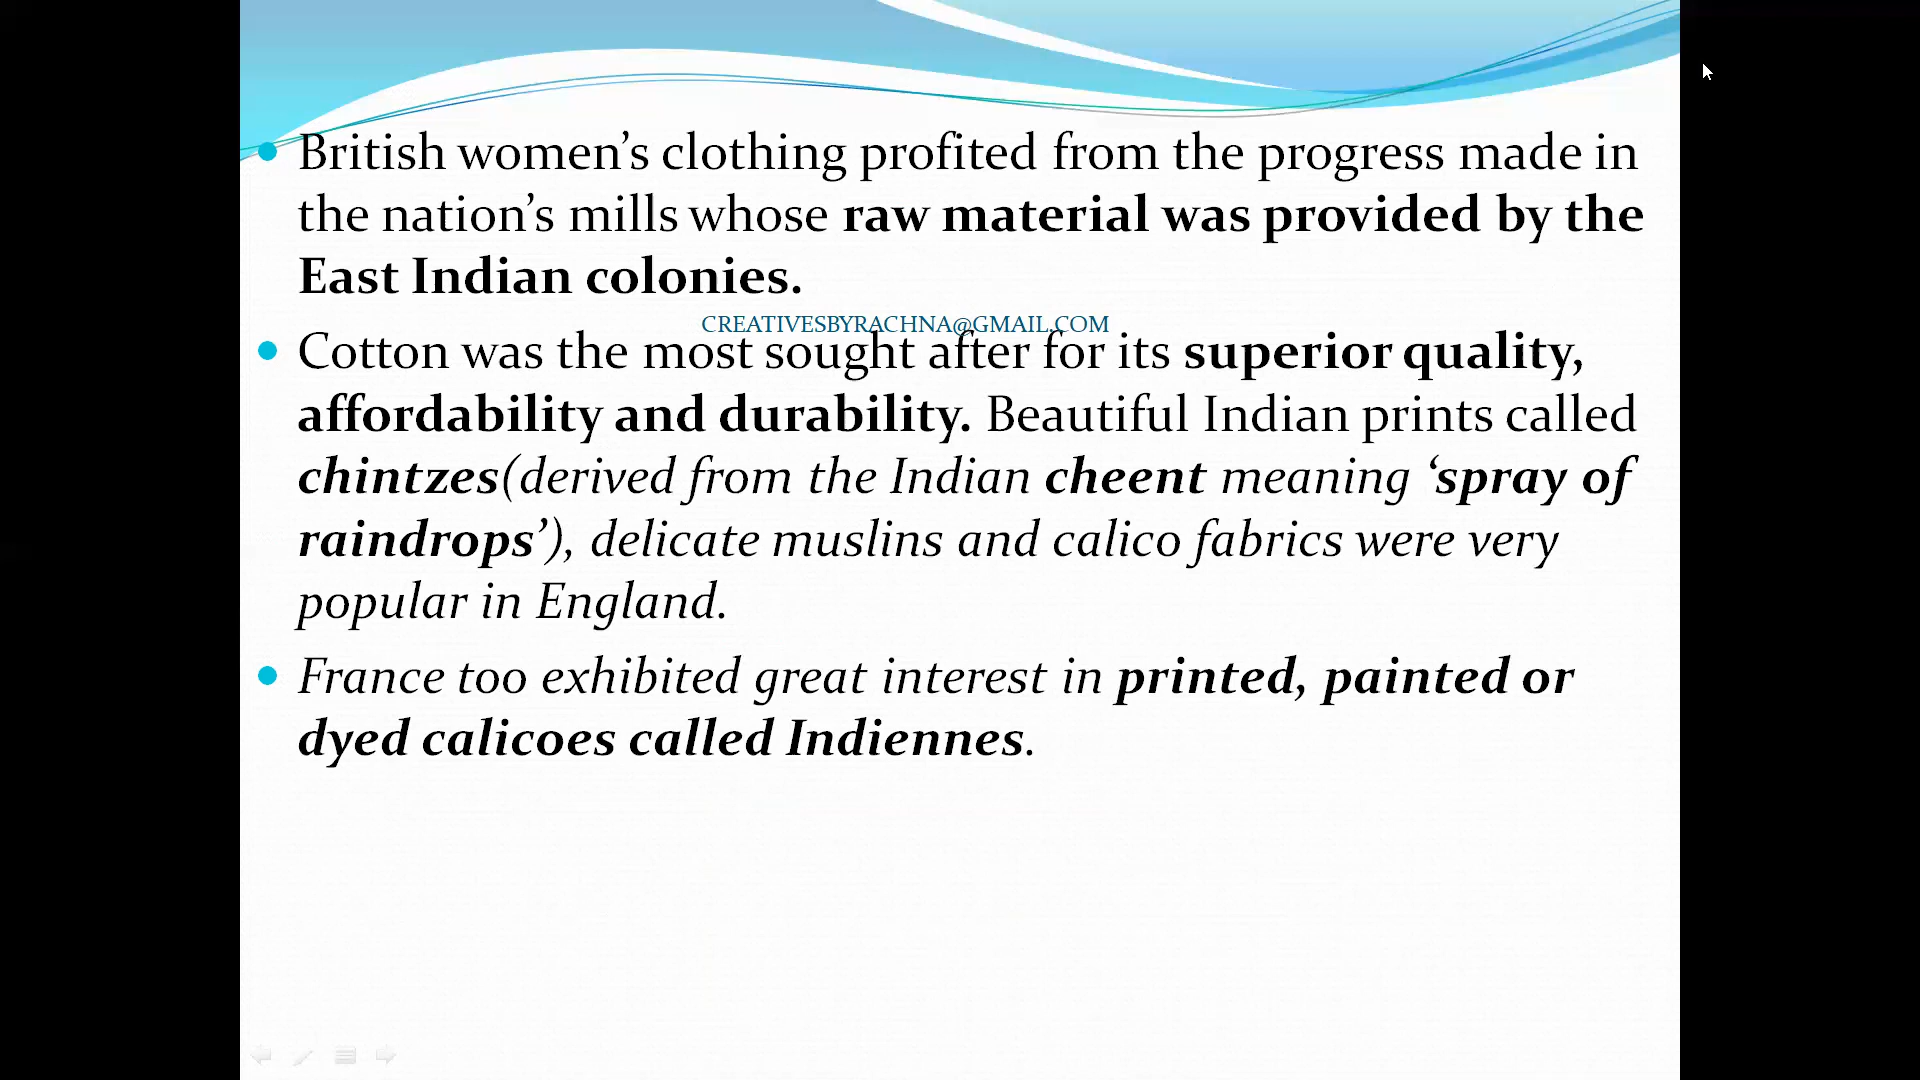 British women’s clothing profited from the progress made in
the nation’s mills whose raw material was provided by the
East Indian colonies.
CREATIVESBYRACHNA@GMAIL.COM
Cotton was the most sought after for its superior quality,
affordability and durability. Beautiful Indian prints called
chintzes(derived from the Indian cheent meaning ‘spray of
raindrops’), delicate muslins and calico fabrics were very
popular in England.
France too exhibited great interest in printed, painted or
dyed calicoes called Indiennes.